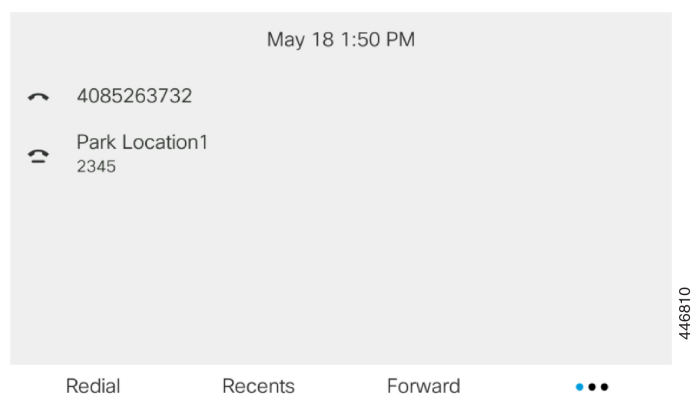 May 18 1:50 PM
4085263732
Park Location1
2345
446810
Redial Recents Forward